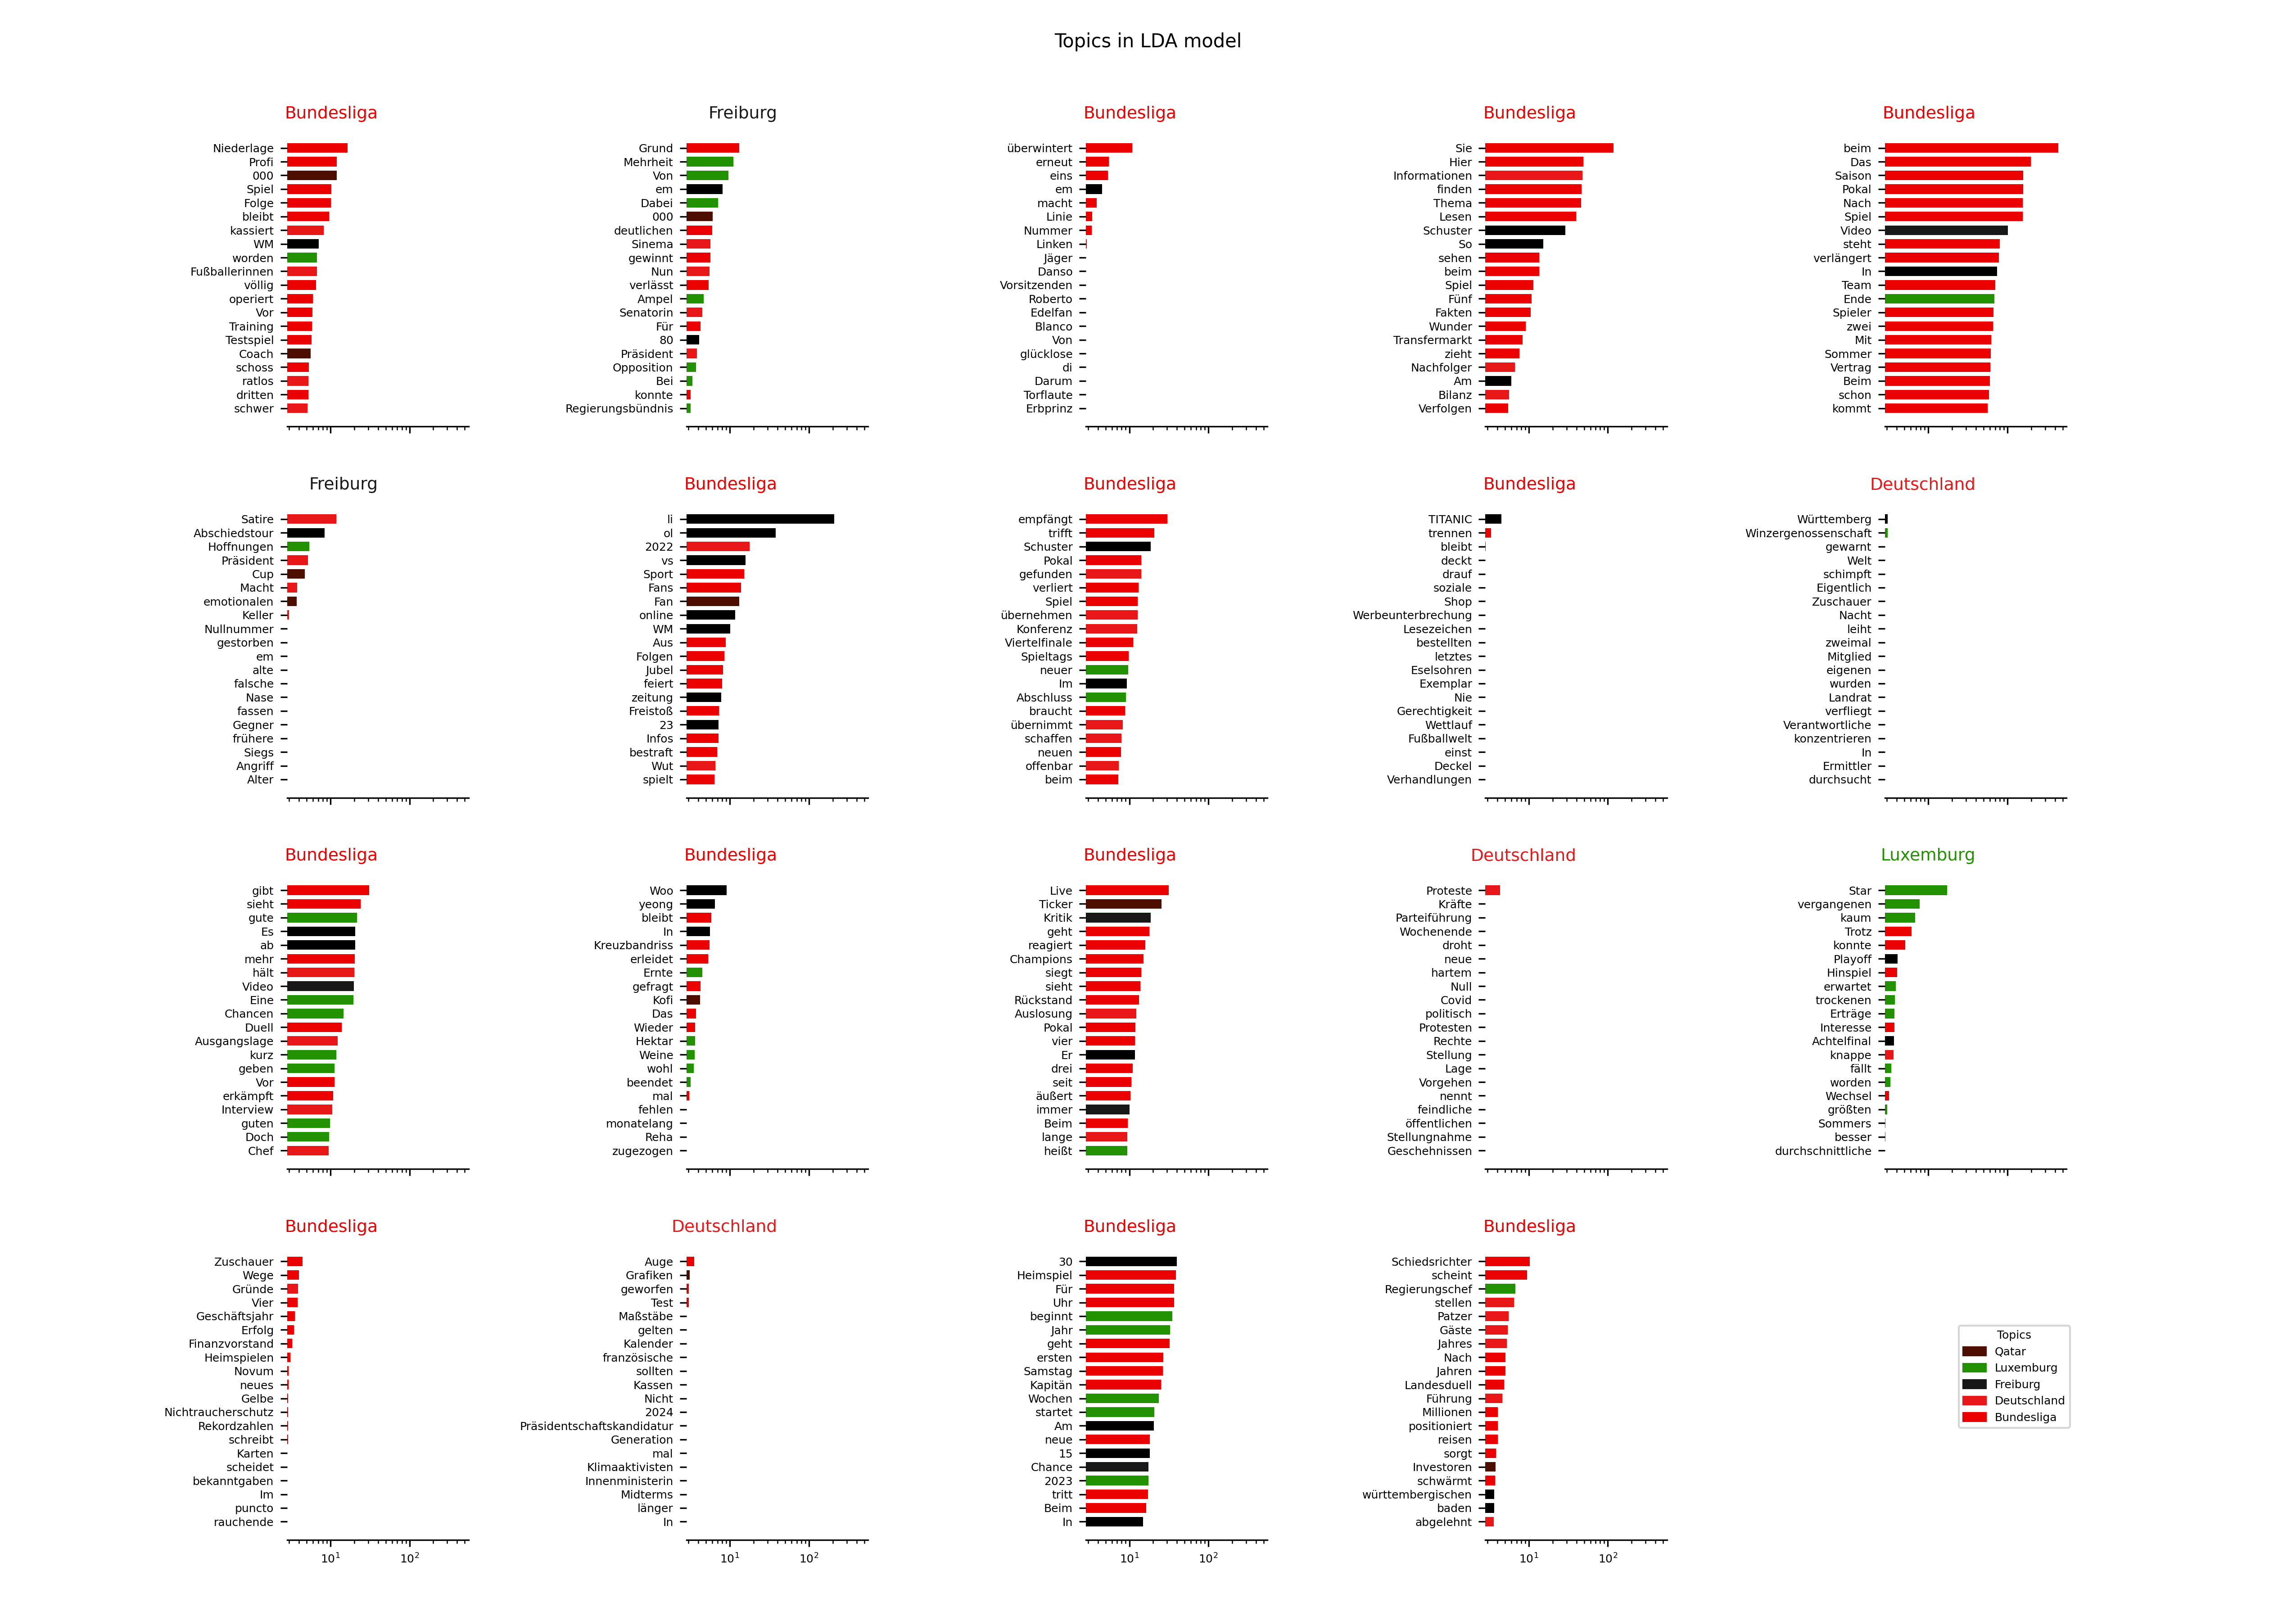 Topics in LDA model
Bundesliga
Niederlage
Profi
000
Spiel
Folge
bleibt
kassiert
WM
worden
Fußballerinnen
völlig
operiert
Vor
Training
Testspiel
Coach
schoss
ratlos
dritten
schwer
Freiburg
Grund
Mehrheit
Von
em
Dabei
000
deutlichen
Sinema
gewinnt
Nun
verlässt
Ampel
Senatorin
Für
80
Präsident
Opposition
Bei
konnte
Regierungsbündnis
Bundesliga
überwintert
erneut
eins
em
macht
Linie
Nummer
Linken
Jäger
Danso
Vorsitzenden
Roberto
Edelfan
Blanco
Von
glücklose
di
Darum
Torflaute
Erbprinz
Bundesliga
Sie
Hier
Informationen
finden
Thema
Lesen
Schuster
So
sehen
beim
Spiel
Fünf
Fakten
Wunder
Transfermarkt
zieht
Nachfolger
Am
Bilanz
Verfolgen
Bundesliga
beim
Das
Saison
Pokal
Nach
Spiel
Video
steht
verlängert
In
Team
Ende
Spieler
zwei
Mit
Sommer
Vertrag
Beim
schon
kommt
Freiburg
Satire
Abschiedstour
Hoffnungen
Präsident
Cup
Macht
emotionalen
Keller
Nullnummer
gestorben
em
alte
falsche
Nase
fassen
Gegner
frühere
Siegs
Angriff
Alter
Bundesliga
li
ol
2022
vs
Sport
Fans
Fan
online
WM
Aus
Folgen
Jubel
feiert
zeitung
Freistoß
23
Infos
bestraft
Wut
spielt
Bundesliga
empfängt
trifft
Schuster
Pokal
gefunden
verliert
Spiel
übernehmen
Konferenz
Viertelfinale
Spieltags
neuer
Im
Abschluss
braucht
übernimmt
schaffen
neuen
offenbar
beim
Bundesliga
TITANIC
trennen
bleibt
deckt
drauf
soziale
Shop
Werbeunterbrechung
Lesezeichen
bestellten
letztes
Eselsohren
Exemplar
Nie
Gerechtigkeit
Wettlauf
Fußballwelt
einst
Deckel
Verhandlungen
Deutschland
Württemberg
Winzergenossenschaft
gewarnt
Welt
schimpft
Eigentlich
Zuschauer
Nacht
leiht
zweimal
Mitglied
eigenen
wurden
Landrat
verfliegt
Verantwortliche
konzentrieren
In
Ermittler
durchsucht
Bundesliga
gibt
sieht
gute
Es
ab
mehr
hält
Video
Eine
Chancen
Duell
Ausgangslage
kurz
geben
Vor
erkämpft
Interview
guten
Doch
Chef
Bundesliga
Woo
yeong
bleibt
In
Kreuzbandriss
erleidet
Ernte
gefragt
Kofi
Das
Wieder
Hektar
Weine
wohl
beendet
mal
fehlen
monatelang
Reha
zugezogen
Bundesliga
Live
Ticker
Kritik
geht
reagiert
Champions
siegt
sieht
Rückstand
Auslosung
Pokal
vier
Er
drei
seit
äußert
immer
Beim
lange
heißt
Deutschland
Proteste
Kräfte
Parteiführung
Wochenende
droht
neue
hartem
Null
Covid
politisch
Protesten
Rechte
Stellung
Lage
Vorgehen
nennt
feindliche
öffentlichen
Stellungnahme
Geschehnissen
Luxemburg
Star
vergangenen
kaum
Trotz
konnte
Playoff
Hinspiel
erwartet
trockenen
Erträge
Interesse
Achtelfinal
knappe
fällt
worden
Wechsel
größten
Sommers
besser
durchschnittliche
Bundesliga
Zuschauer
Wege
Gründe
Vier
Geschäftsjahr
Erfolg
Finanzvorstand
Heimspielen
Novum
neues
Gelbe
Nichtraucherschutz
Rekordzahlen
schreibt
Karten
scheidet
bekanntgaben
Im
puncto
rauchende
10¹ 10²
Deutschland
Auge
Grafiken
geworfen
Test
Maßstäbe
gelten
Kalender
französische
sollten
Kassen
Nicht
2024
Präsidentschaftskandidatur
Generation
mal
Klimaaktivisten
Innenministerin
Midterms
länger
In
10¹ 10²
Bundesliga
30
Heimspiel
Für
Uhr
beginnt
Jahr
geht
ersten
Samstag
Kapitän
Wochen
startet
Am
neue
15
Chance
2023
tritt
Beim
In
10¹ 10²
Bundesliga
Schiedsrichter
scheint
Regierungschef
stellen
Patzer
Gäste
Jahres
Nach
Jahren
Landesduell
Führung
Millionen
positioniert
reisen
sorgt
Investoren
schwärmt
württembergischen
baden
abgelehnt
10¹ 10²
Topics
Qatar
Luxemburg
Freiburg
Deutschland
Bundesliga